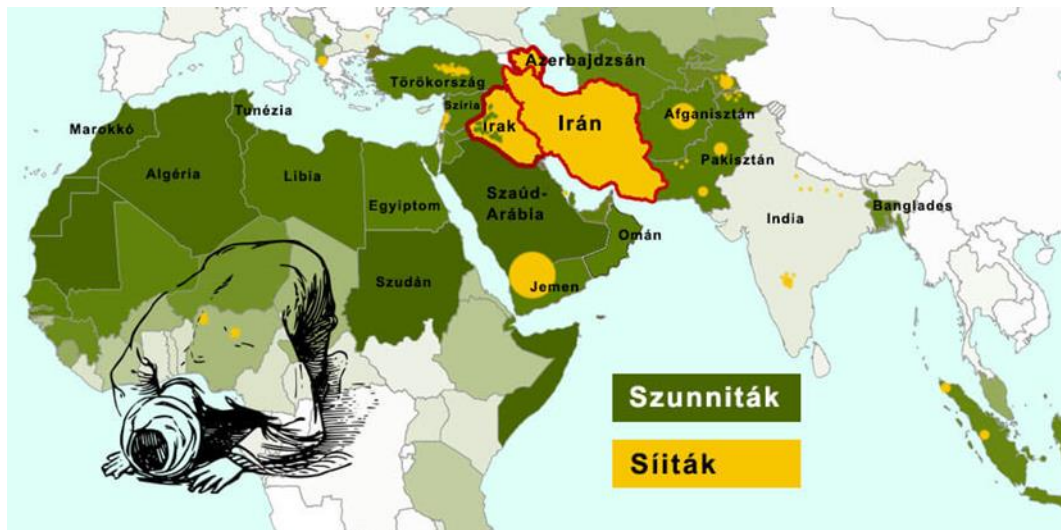 Azerbajdzsán
Törökország
Szíria
Irak
Irán
Afganisztán
Pakisztán
Tunézia
Marokkó
Algéria
Líbia
Egyiptom
Szaúd-
Arábia
Omán
India
Banglades
Szudán
Jemen
Szunniták
Síiták